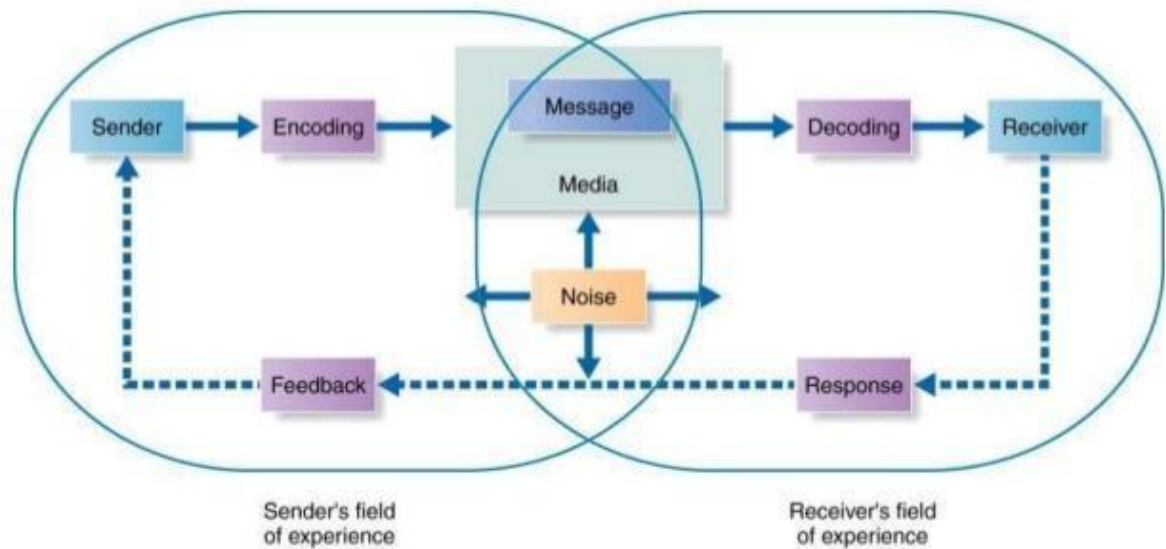 Message
Sender
Encoding
Decoding
Receiver
Media
Noise
Feedback
Response
Sender's field
of experience
Receiver's field
of experience